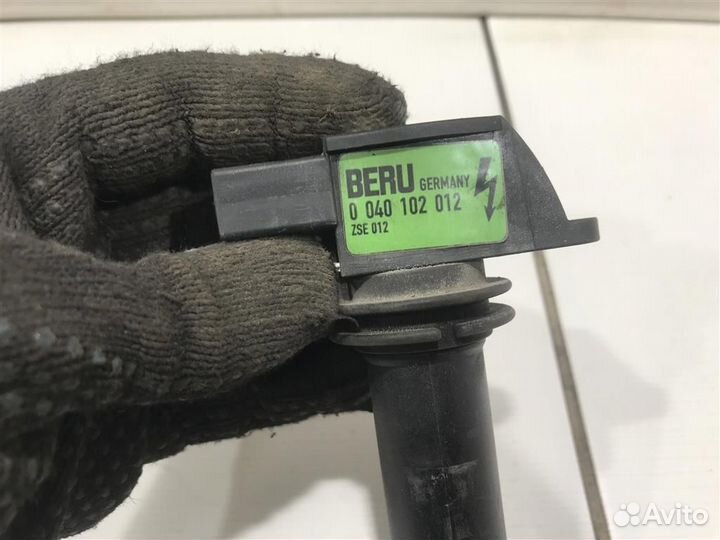 BERU GERMANY
0 040 102 012
ZSE 012
Avito